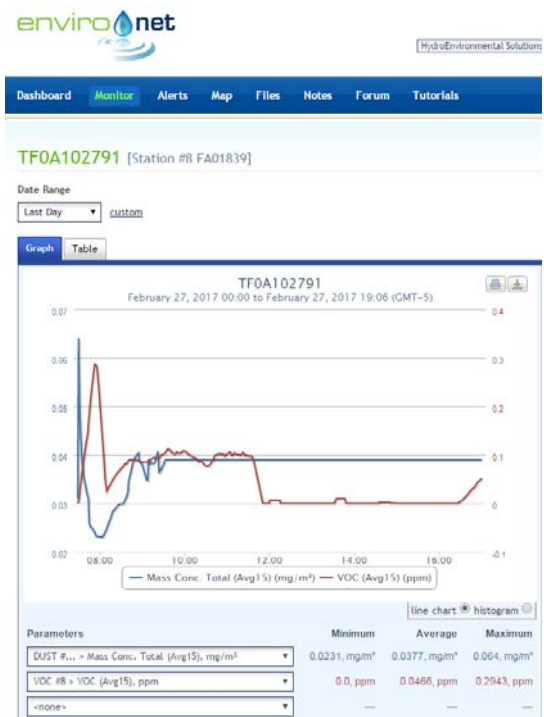 enviro net
HydroEnvironmental Solutions
Dashboard Monitor Alerts Map Files Notes Forum Tutorials
TF0A102791 [Station #8 FA01839]
Date Range
Last Day ▼ custom
Graph Table
TF0A102791
February 27, 2017 00:00 to February 27, 2017 19:06 (GMT-5)
0.07 0.4
0.06 0.3
0.05 0.2
0.04 0.1
0.03 0
0.02 -0.1
08:00 10:00 12:00 14:00 16:00
Mass Conc. Total (Avg15) (mg/m³) VOC (Avg15) (ppm)
line chart histogram
Parameters Minimum Average Maximum
DUST #... > Mass Conc. Total (Avg15), mg/m³ ▼ 0.0231, mg/m³ 0.0377, mg/m³ 0.064, mg/m³
VOC #8 > VOC (Avg15), ppm ▼ 0.0, ppm 0.0466, ppm 0.2943, ppm
<none> ▼ — — —